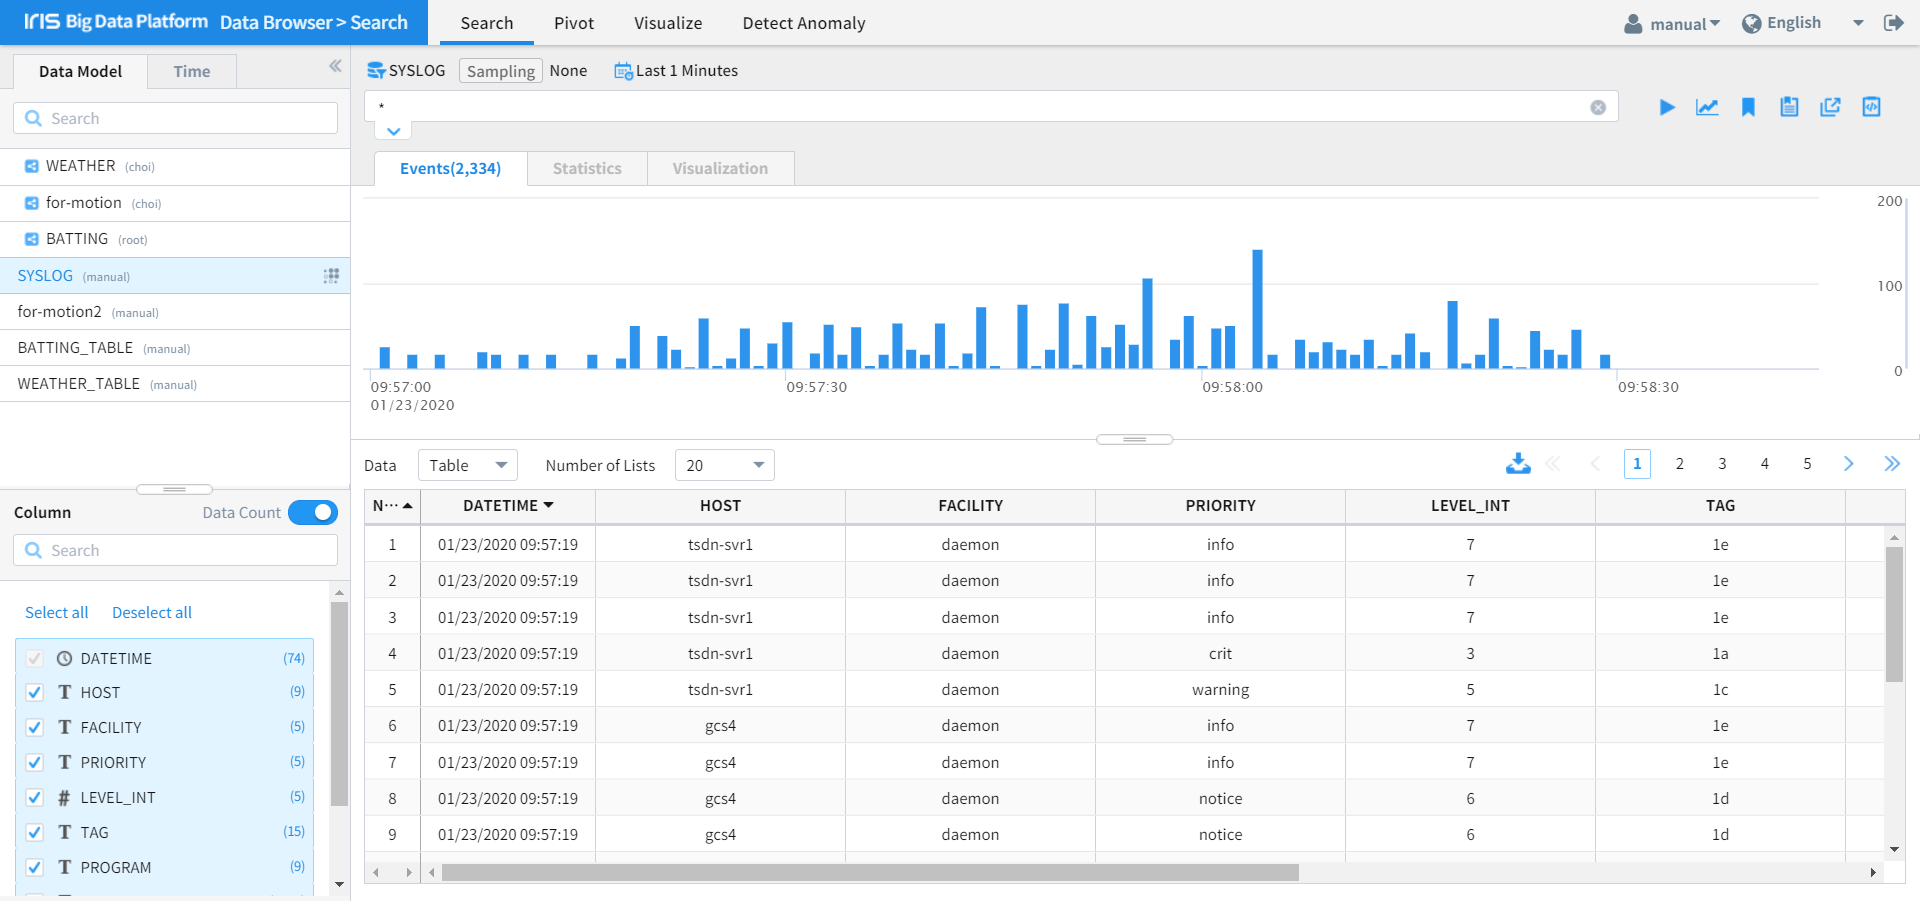 IRIS Big Data Platform Data Browser > Search Search Pivot Visualize Detect Anomaly manual English
Data Model Time
Search
WEATHER (choi)
for-motion (choi)
BATTING (root)
SYSLOG (manual)
for-motion2 (manual)
BATTING_TABLE (manual)
WEATHER_TABLE (manual)
Column Data Count
Search
Select all Deselect all
DATETIME (74)
HOST (9)
FACILITY (5)
PRIORITY (5)
LEVEL_INT (5)
TAG (15)
PROGRAM (9)
SYSLOG Sampling None Last 1 Minutes
*
Events(2,334) Statistics Visualization
200
100
0
09:57:00 09:57:30 09:58:00 09:58:30
01/23/2020
Data Table Number of Lists 20 1 2 3 4 5
N... DATETIME HOST FACILITY PRIORITY LEVEL_INT TAG
1 01/23/2020 09:57:19 tsdn-svr1 daemon info 7 1e
2 01/23/2020 09:57:19 tsdn-svr1 daemon info 7 1e
3 01/23/2020 09:57:19 tsdn-svr1 daemon info 7 1e
4 01/23/2020 09:57:19 tsdn-svr1 daemon crit 3 1a
5 01/23/2020 09:57:19 tsdn-svr1 daemon warning 5 1c
6 01/23/2020 09:57:19 gcs4 daemon info 7 1e
7 01/23/2020 09:57:19 gcs4 daemon info 7 1e
8 01/23/2020 09:57:19 gcs4 daemon notice 6 1d
9 01/23/2020 09:57:19 gcs4 daemon notice 6 1d